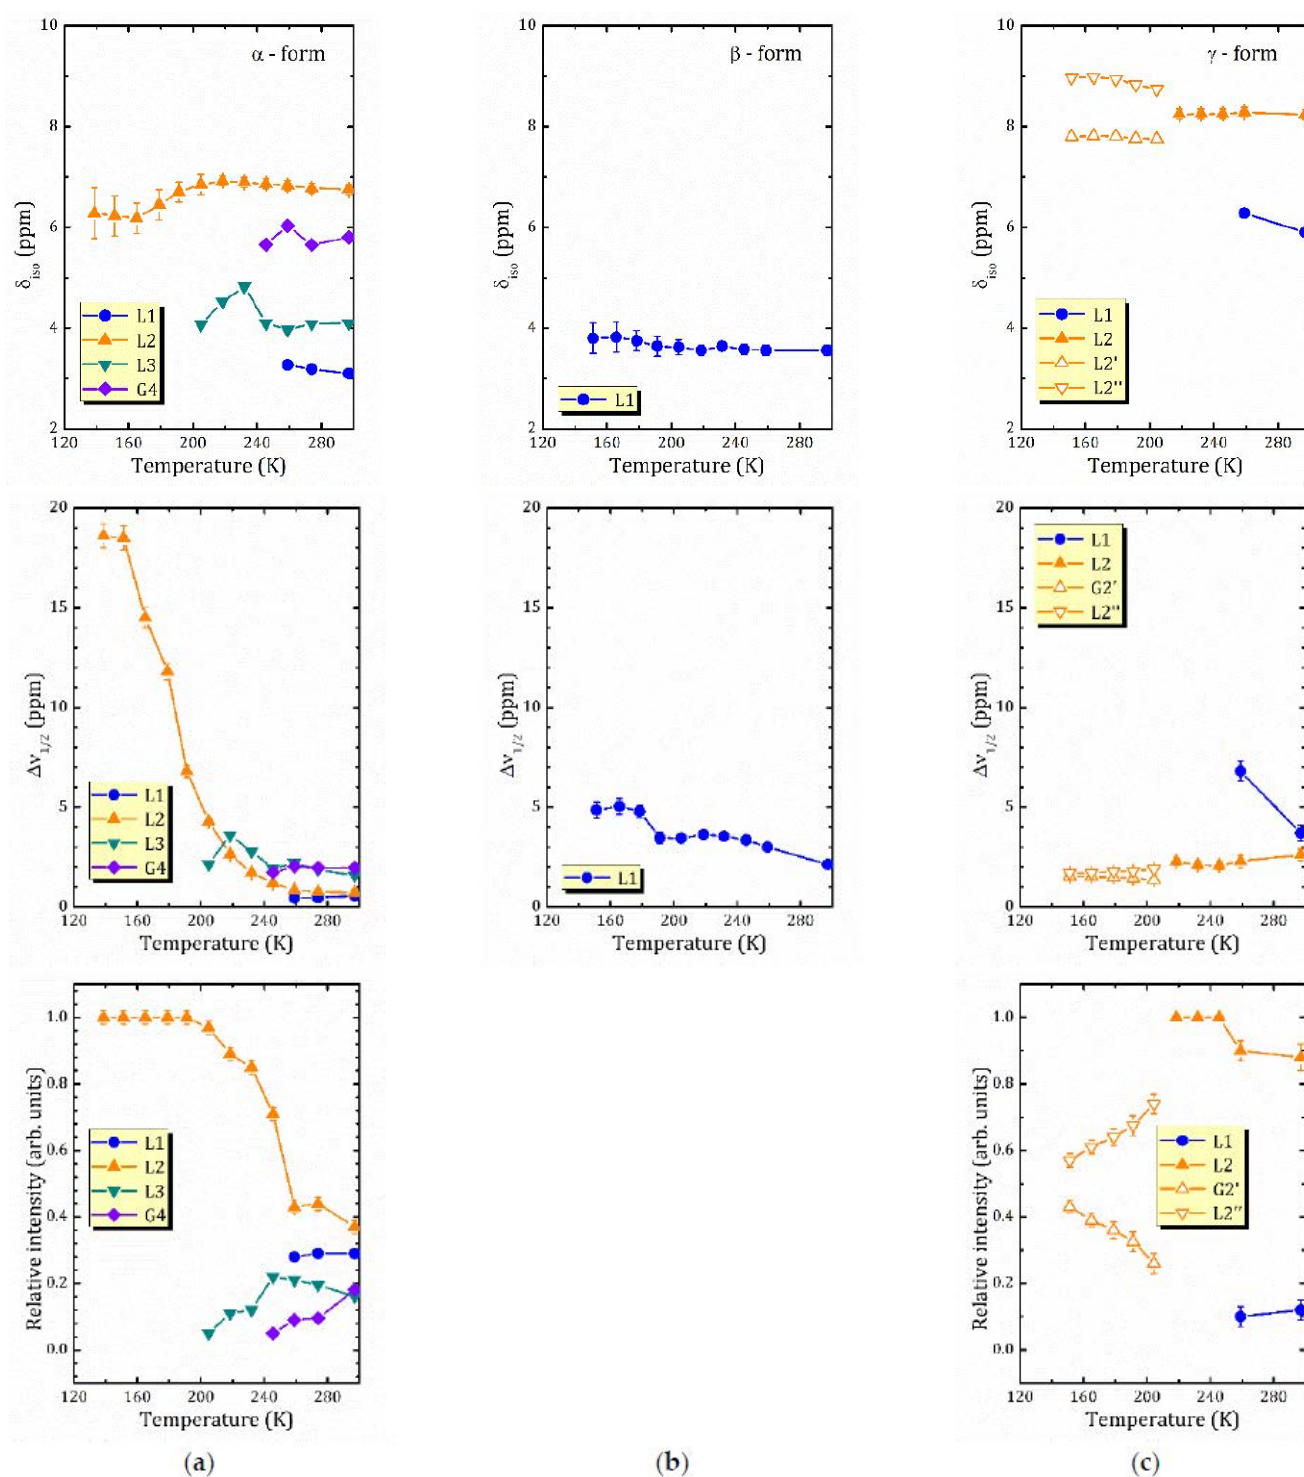 α - form
10
8
6
4
2
δiso (ppm)
L1
L2
L3
G4
120 160 200 240 280
Temperature (K)
β - form
10
8
6
4
2
δiso (ppm)
L1
120 160 200 240 280
Temperature (K)
γ - form
10
8
6
4
2
δiso (ppm)
L1
L2
L2'
L2''
120 160 200 240 280
Temperature (K)
20
15
10
5
0
Δν1/2 (ppm)
L1
L2
L3
G4
120 160 200 240 280
Temperature (K)
20
15
10
5
0
Δν1/2 (ppm)
L1
120 160 200 240 280
Temperature (K)
20
15
10
5
0
Δν1/2 (ppm)
L1
L2
G2'
L2''
120 160 200 240 280
Temperature (K)
1.0
0.8
0.6
0.4
0.2
0.0
Relative intensity (arb. units)
L1
L2
L3
G4
120 160 200 240 280
Temperature (K)
1.0
0.8
0.6
0.4
0.2
0.0
Relative intensity (arb. units)
L1
L2
G2'
L2''
120 160 200 240 280
Temperature (K)
(a)
(b)
(c)